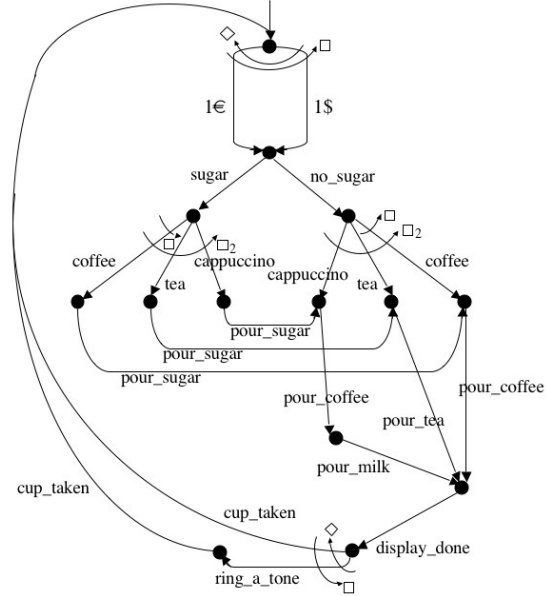 ◇ □
1€ 1$
sugar no_sugar
□ □2 □ □2
coffee cappuccino coffee
tea cappuccino tea
pour_sugar
pour_sugar
pour_sugar
pour_coffee
pour_coffee
pour_tea
pour_milk
cup_taken
cup_taken
◇
display_done
ring_a_tone
□